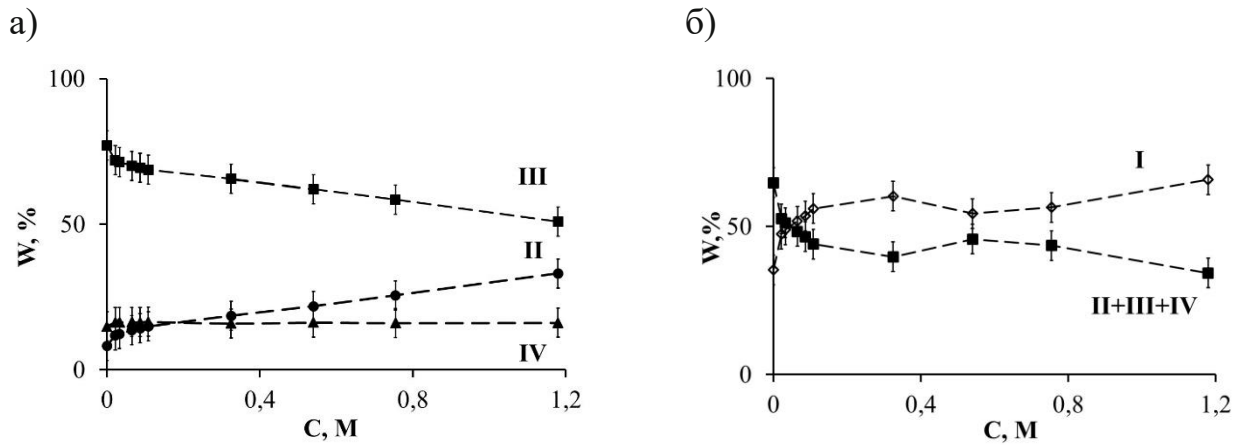 а)
100
50
0
W, %
III
II
IV
0
0,4
0,8
1,2
C, M
б)
100
50
0
W,%
I
II+III+IV
0
0,4
0,8
1,2
C, M